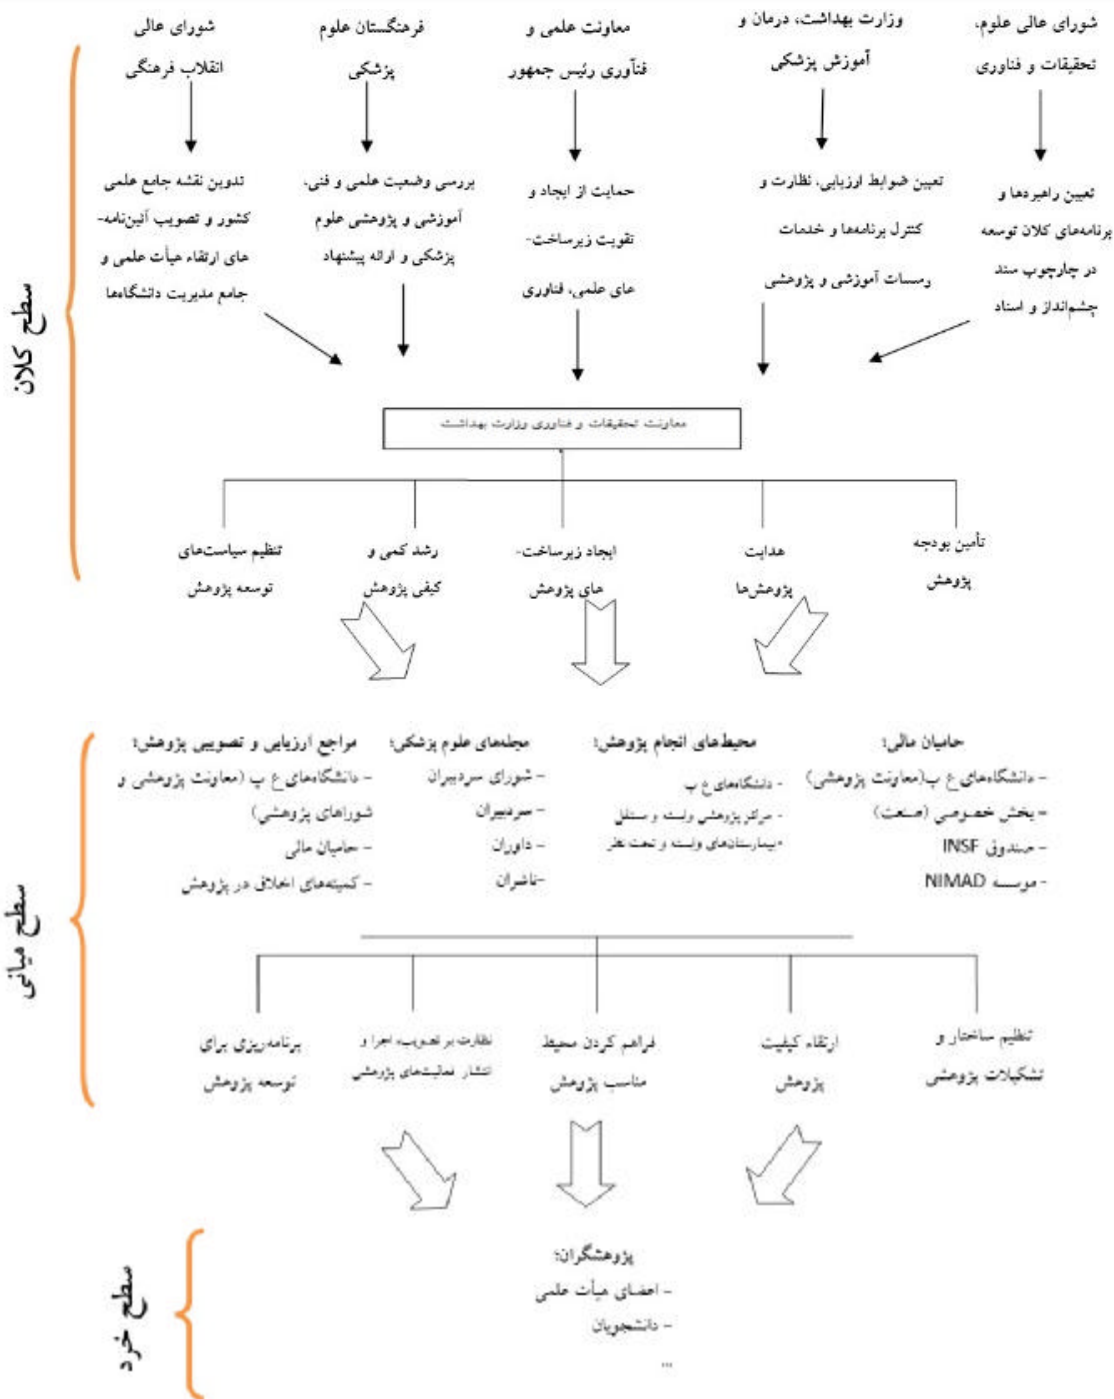 شورای عالی علوم،
تحقیقات و فناوری
وزارت بهداشت، درمان و
آموزش پزشکی
معاونت علمی و
فنآوری رئیس جمهور
فرهنگستان علوم
پزشکی
شورای عالی
انقلاب فرهنگی
تعیین راهبردها و
برنامه‌های کلان توسعه
در چارچوب سند
چشم‌انداز و اسناد
تعیین ضوابط ارزیابی، نظارت و
کنترل برنامه‌ها و خدمات
رسسات آموزشی و پژوهشی
حمایت از ایجاد و
تقویت زیرساخت-
های علمی، فناوری
بررسی وضعیت علمی و فنی،
آموزشی و پژوهشی علوم
پزشکی و ارائه پیشنهاد
تدوین نقشه جامع علمی
کشور و تصویب آئین‌نامه-
های ارتقاء هیأت علمی و
جامع مدیریت دانشگاه‌ها
سطح کلان
معاونت تحقیقات و فناوری وزارت بهداشت
تأمین بودجه
پژوهش
هدایت
پژوهش‌ها
ایجاد زیرساخت-
های پژوهش
رشد کمی و
کیفی پژوهش
تنظیم سیاست‌های
توسعه پژوهش
حامیان مالی؛
- دانشگاه‌های ع پ(معاونت پژوهشی)
- بخش خصوصی (صنعت)
- صندوق INSF
- موسسه NIMAD
محیط‌های انجام پژوهش؛
- دانشگاه‌های ع پ
- مراکز پژوهشی وابسته و مستقل
-بیمارستان‌های وابسته و تحت نظر
مجله‌های علوم پزشکی؛
- شورای سردبیران
- سردبیران
- داوران
-ناشران
مراجع ارزیابی و تصویبی پژوهش؛
- دانشگاه‌های ع پ (معاونت پژوهشی و
شوراهای پژوهشی)
- حامیان مالی
- کمیته‌های اخلاق در پژوهش
سطح میانی
تنظیم ساختار و
تشکیلات پژوهشی
ارتقاء کیفیت
پژوهش
فراهم کردن محیط
مناسب پژوهش
نظارت بر تصویب، اجرا و
انتشار فعالیت‌های پژوهشی
برنامه‌ریزی برای
توسعه پژوهش
سطح خرد
پژوهشگران؛
- اعضای هیأت علمی
- دانشجویان
...